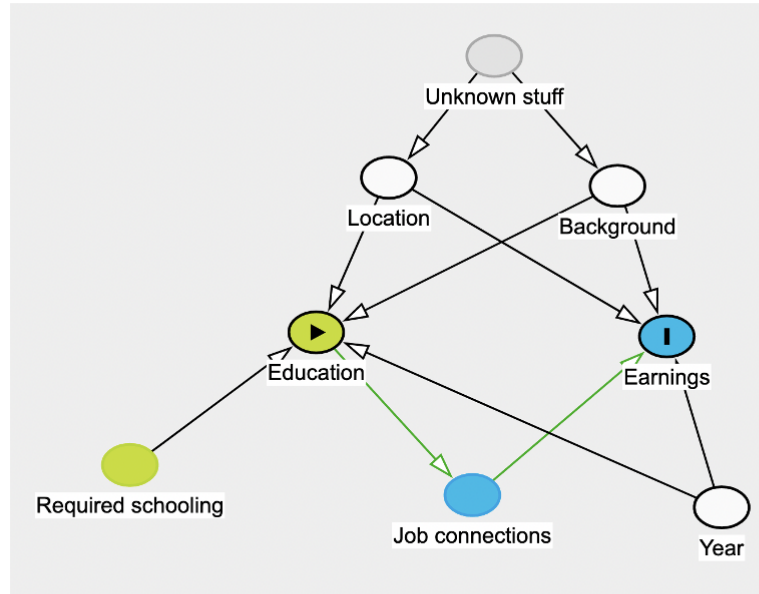 Unknown stuff
Location
Background
Education
Earnings
Required schooling
Job connections
Year